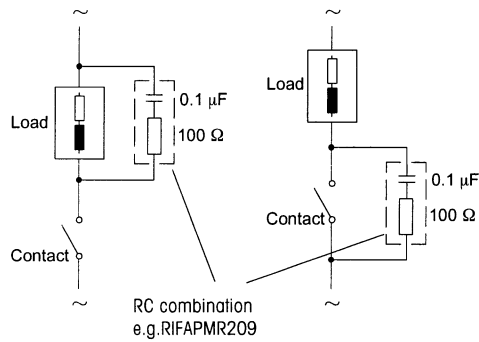 ~
~
Load
0.1 µF
100 Ω
Contact
~
Load
0.1 µF
100 Ω
Contact
~
RC combination
e.g.RIFAPMR209